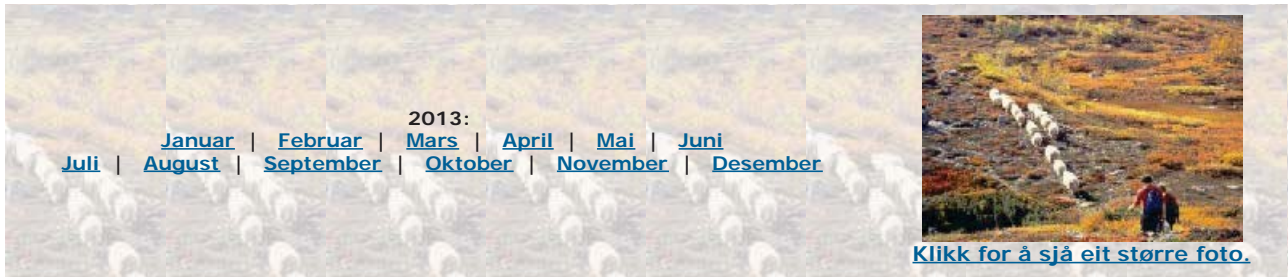 2013:
Januar | Februar | Mars | April | Mai | Juni
Juli | August | September | Oktober | November | Desember
Klikk for å sjå eit større foto.